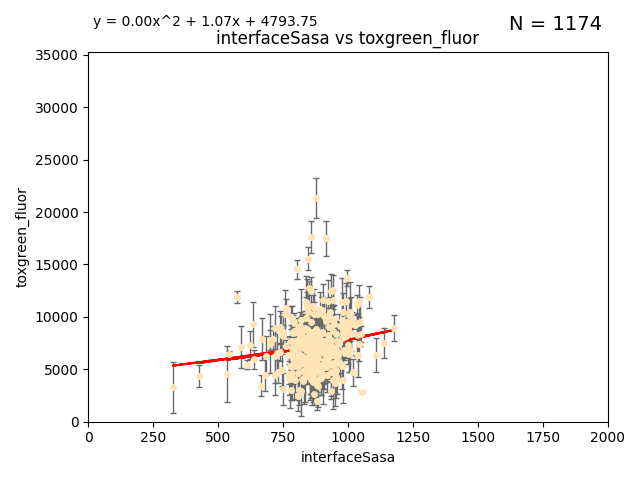 y = 0.00x^2 + 1.07x + 4793.75
N = 1174
interfaceSasa vs toxgreen_fluor
35000
30000
25000
20000
15000
10000
5000
0
toxgreen_fluor
0 250 500 750 1000 1250 1500 1750 2000
interfaceSasa